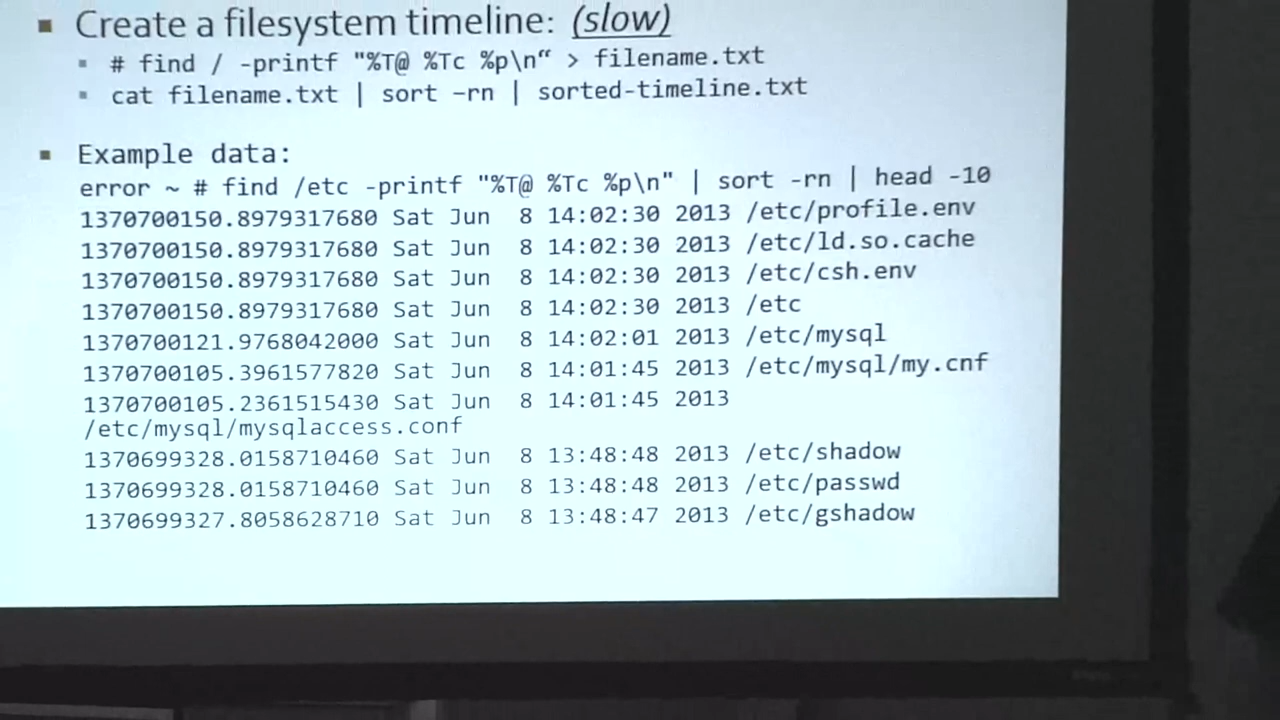 ▪ Create a filesystem timeline: (slow)
▪ # find / -printf "%T@ %Tc %p\n“ > filename.txt
▪ cat filename.txt | sort –rn | sorted-timeline.txt
▪ Example data:
error ~ # find /etc -printf "%T@ %Tc %p\n" | sort -rn | head -10
1370700150.8979317680 Sat Jun  8 14:02:30 2013 /etc/profile.env
1370700150.8979317680 Sat Jun  8 14:02:30 2013 /etc/ld.so.cache
1370700150.8979317680 Sat Jun  8 14:02:30 2013 /etc/csh.env
1370700150.8979317680 Sat Jun  8 14:02:30 2013 /etc
1370700121.9768042000 Sat Jun  8 14:02:01 2013 /etc/mysql
1370700105.3961577820 Sat Jun  8 14:01:45 2013 /etc/mysql/my.cnf
1370700105.2361515430 Sat Jun  8 14:01:45 2013
/etc/mysql/mysqlaccess.conf
1370699328.0158710460 Sat Jun  8 13:48:48 2013 /etc/shadow
1370699328.0158710460 Sat Jun  8 13:48:48 2013 /etc/passwd
1370699327.8058628710 Sat Jun  8 13:48:47 2013 /etc/gshadow